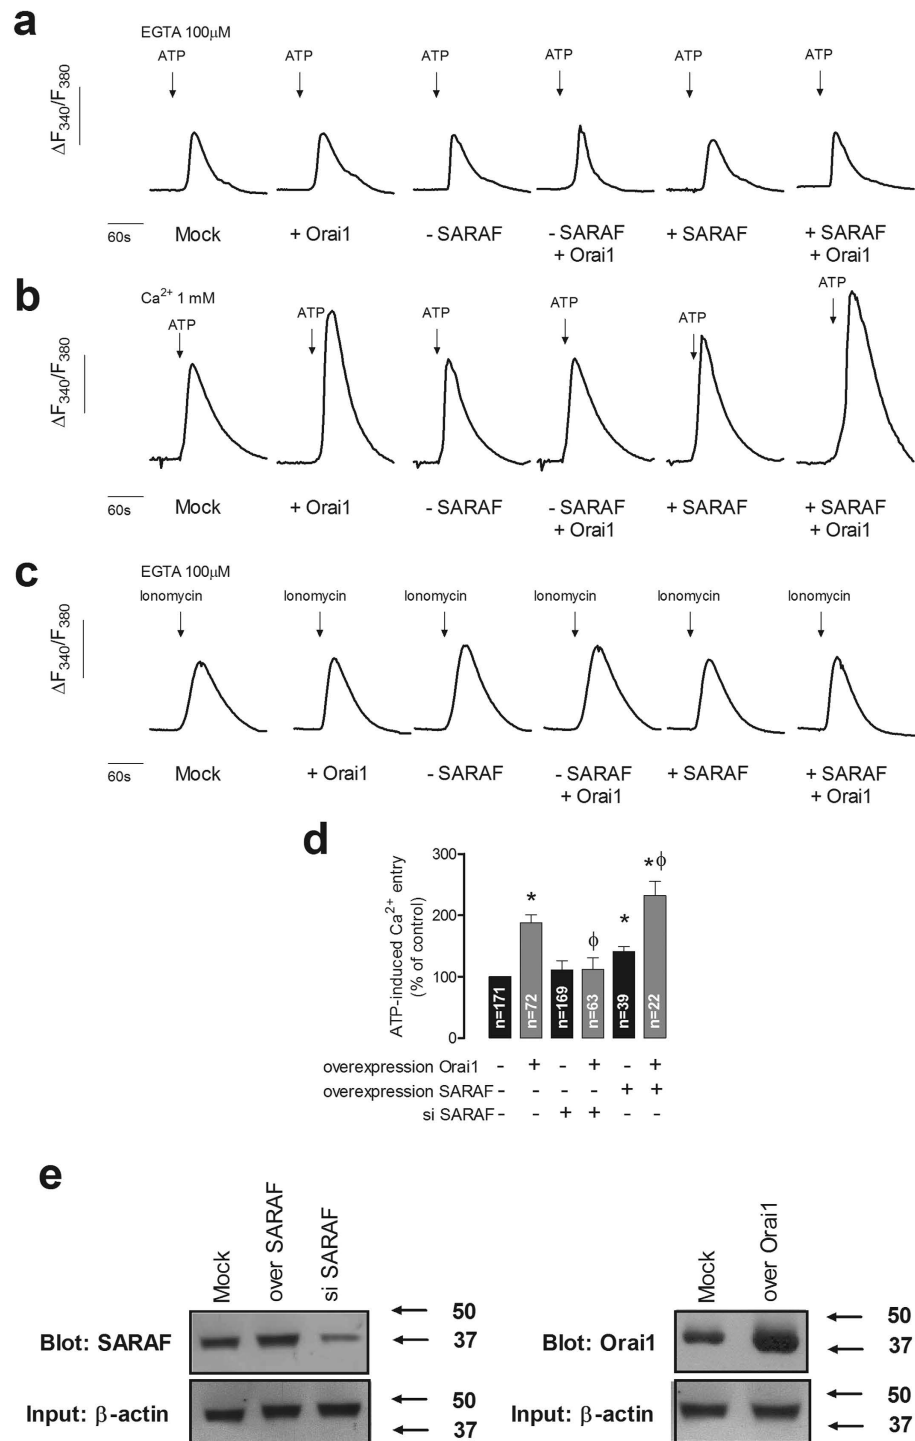 a
EGTA 100µM
ATP ATP ATP ATP ATP ATP
ΔF340/F380
60s
Mock + Orai1 - SARAF - SARAF + SARAF + SARAF
+ Orai1 + Orai1
b
Ca2+ 1 mM
ATP ATP ATP ATP ATP ATP
ΔF340/F380
60s
Mock + Orai1 - SARAF - SARAF + SARAF + SARAF
+ Orai1 + Orai1
c
EGTA 100µM
Ionomycin Ionomycin Ionomycin Ionomycin Ionomycin Ionomycin
ΔF340/F380
60s
Mock + Orai1 - SARAF - SARAF + SARAF + SARAF
+ Orai1 + Orai1
d
ATP-induced Ca2+ entry
(% of control)
300
200
100
0
* ϕ * *ϕ
n=171 n=72 n=169 n=63 n=39 n=22
overexpression Orai1 - + - + - +
overexpression SARAF - - - - + +
si SARAF - - + + - -
e
Mock over SARAF si SARAF
Blot: SARAF
50
37
Input: β-actin
50
37
Mock over Orai1
Blot: Orai1
50
37
Input: β-actin
50
37